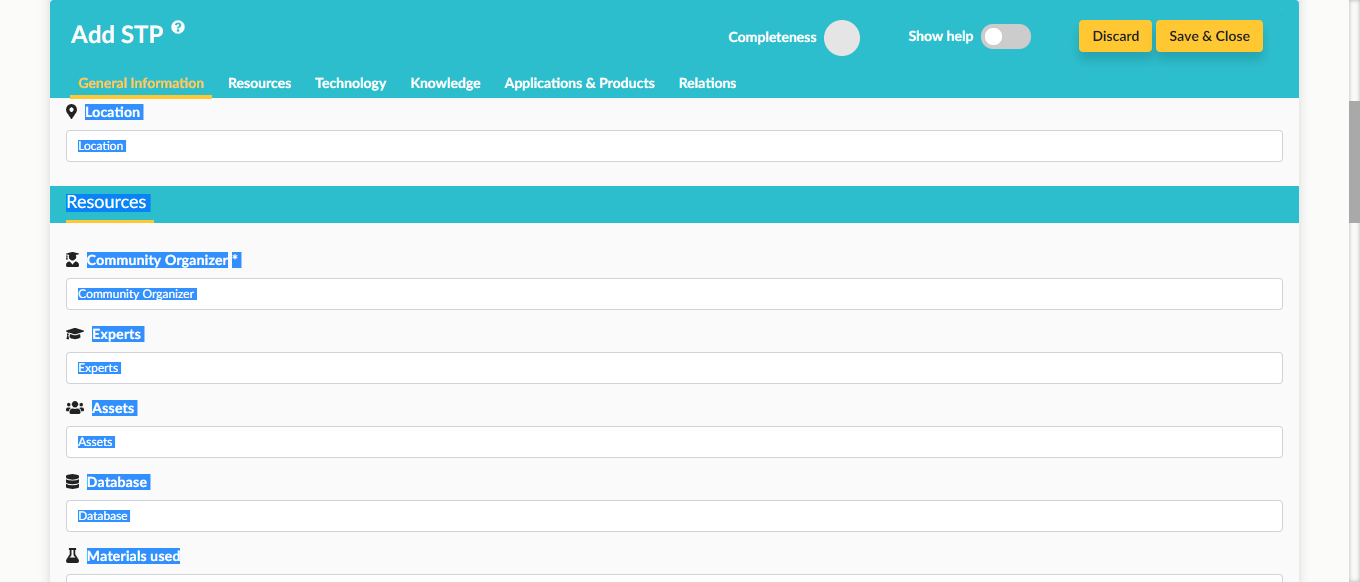 Add STP ?
Completeness
Show help
Discard
Save & Close
General Information
Resources
Technology
Knowledge
Applications & Products
Relations
Location
Location
Resources
Community Organizer *
Community Organizer
Experts
Experts
Assets
Assets
Database
Database
Materials used